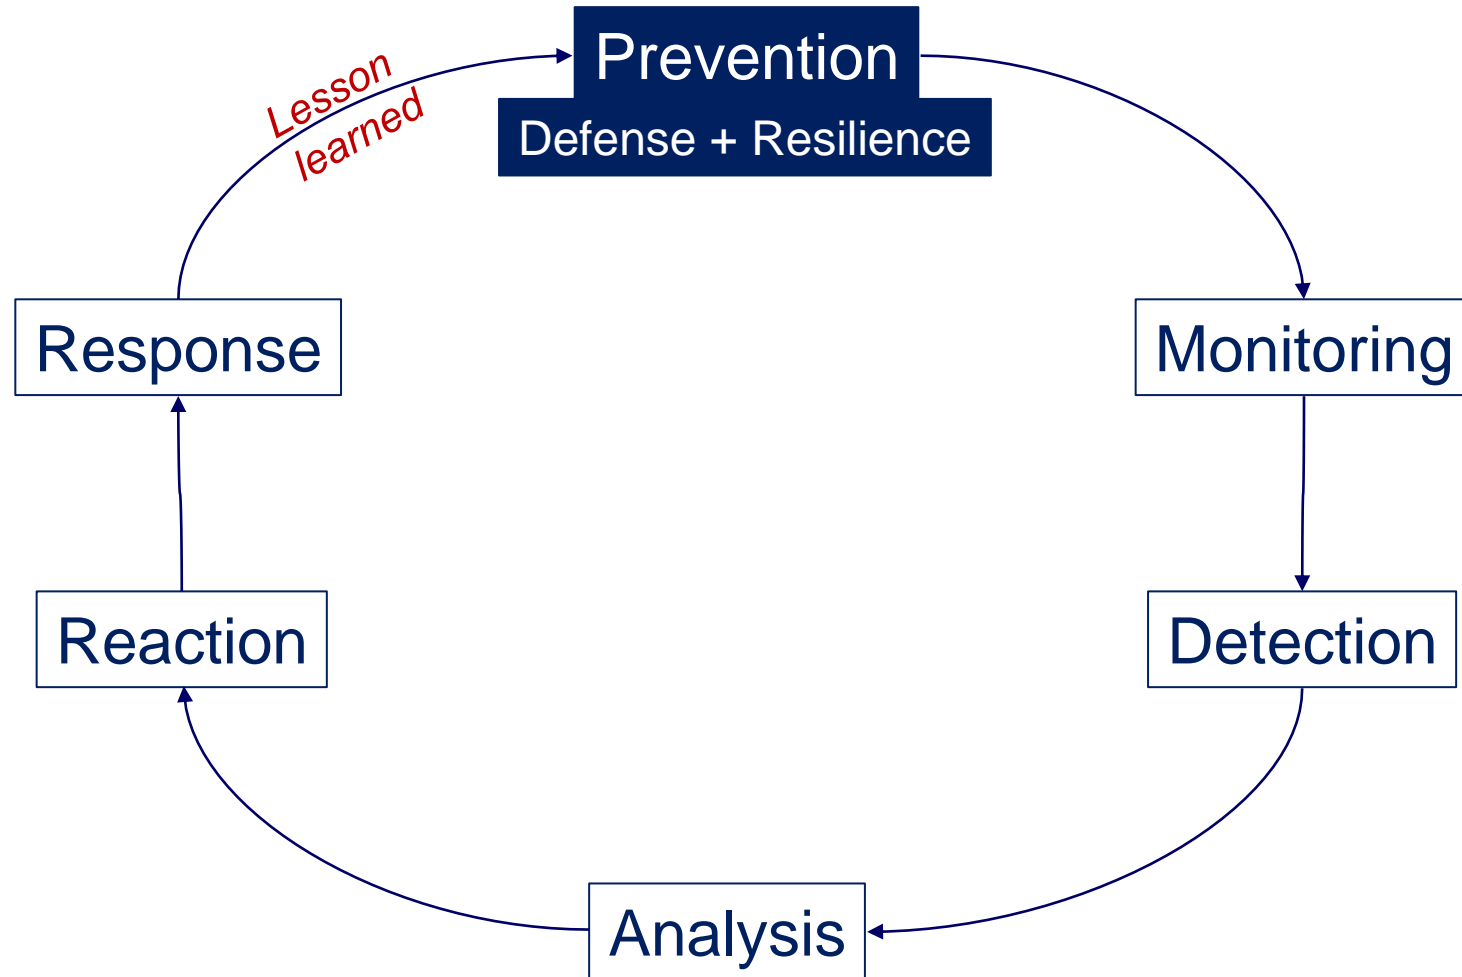 Prevention
Defense + Resilience
Lesson
learned
Response
Monitoring
Reaction
Detection
Analysis